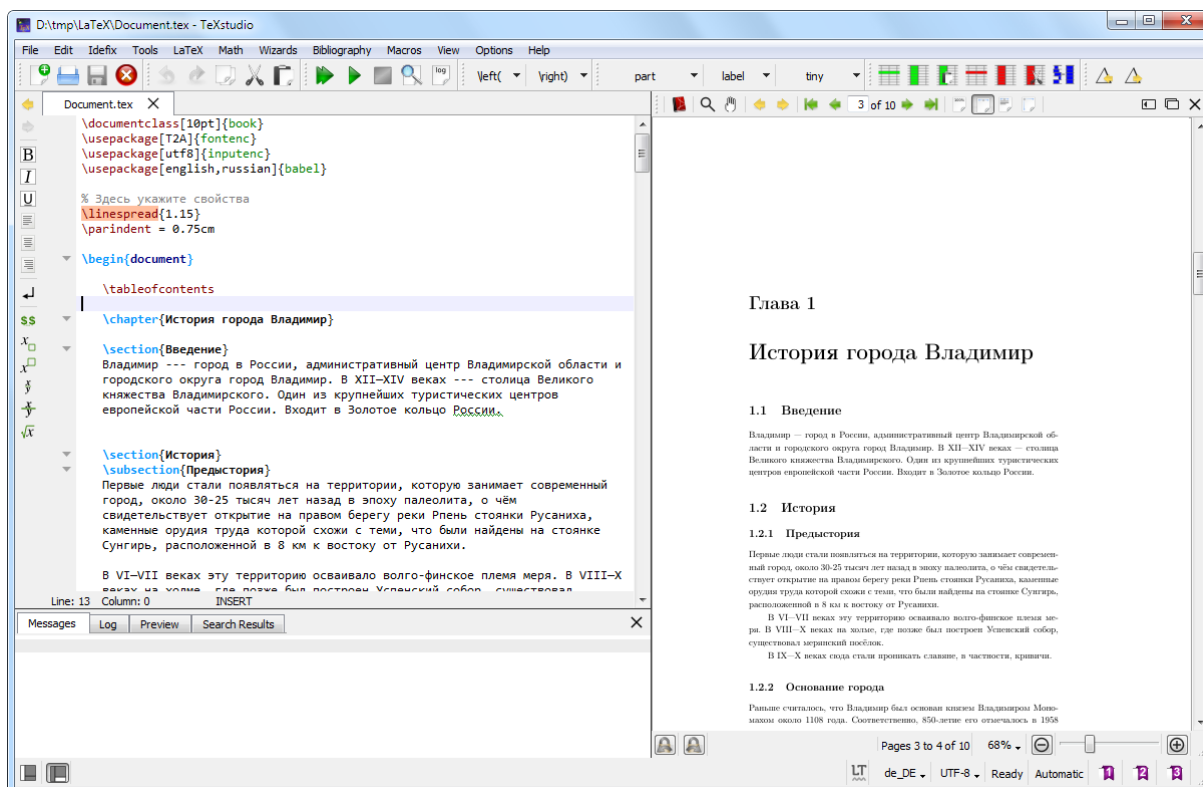 D:\tmp\LaTeX\Document.tex - TeXstudio
File Edit Idefix Tools LaTeX Math Wizards Bibliography Macros View Options Help
log \left( \right) part label tiny
Document.tex
3 of 10
\documentclass[10pt]{book}
\usepackage[T2A]{fontenc}
\usepackage[utf8]{inputenc}
\usepackage[english,russian]{babel}
% Здесь укажите свойства
\linespread{1.15}
\parindent = 0.75cm
\begin{document}
\tableofcontents
\chapter{История города Владимир}
\section{Введение}
Владимир --- город в России, административный центр Владимирской области и
городского округа город Владимир. В XII—XIV веках --- столица Великого
княжества Владимирского. Один из крупнейших туристических центров
европейской части России. Входит в Золотое кольцо России.
\section{История}
\subsection{Предыстория}
Первые люди стали появляться на территории, которую занимает современный
город, около 30-25 тысяч лет назад в эпоху палеолита, о чём
свидетельствует открытие на правом берегу реки Рпень стоянки Русаниха,
каменные орудия труда которой схожи с теми, что были найдены на стоянке
Сунгирь, расположенной в 8 км к востоку от Русанихи.
В VI—VII веках эту территорию осваивало волго-финское племя меря. В VIII—X
веках на холме, где позже был построен Успенский собор, существовал
Line: 13 Column: 0 INSERT
Messages Log Preview Search Results
B
I
U
$$
Глава 1
История города Владимир
1.1 Введение
Владимир — город в России, административный центр Владимирской об-
ласти и городского округа город Владимир. В XII—XIV веках — столица
Великого княжества Владимирского. Один из крупнейших туристических
центров европейской части России. Входит в Золотое кольцо России.
1.2 История
1.2.1 Предыстория
Первые люди стали появляться на территории, которую занимает современ-
ный город, около 30-25 тысяч лет назад в эпоху палеолита, о чём свидетель-
ствует открытие на правом берегу реки Рпень стоянки Русаниха, каменные
орудия труда которой схожи с теми, что были найдены на стоянке Сунгирь,
расположенной в 8 км к востоку от Русанихи.
В VI—VII веках эту территорию осваивало волго-финское племя ме-
ря. В VIII—X веках на холме, где позже был построен Успенский собор,
существовал мерянский посёлок.
В IX—X веках сюда стали проникать славяне, в частности, кривичи.
1.2.2 Основание города
Раньше считалось, что Владимир был основан князем Владимиром Моно-
махом около 1108 года. Соответственно, 850-летие его отмечалось в 1958
Pages 3 to 4 of 10 68%
LT de_DE UTF-8 Ready Automatic 1 2 3